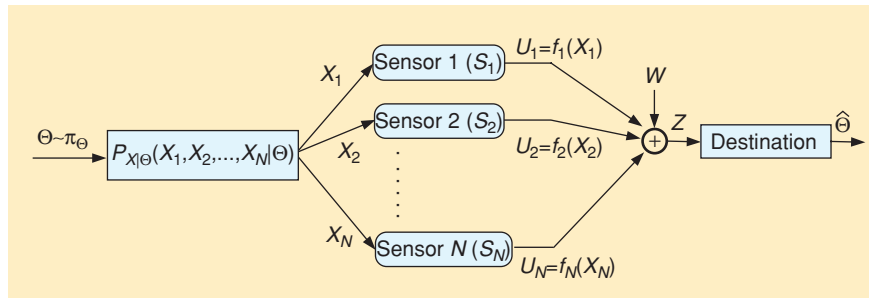 Θ~π_Θ
P_{X|Θ}(X_1,X_2,...,X_N|Θ)
X_1
X_2
X_N
Sensor 1 (S_1)
Sensor 2 (S_2)
Sensor N (S_N)
U_1=f_1(X_1)
U_2=f_2(X_2)
U_N=f_N(X_N)
W
+
Z
Destination
Θ̂